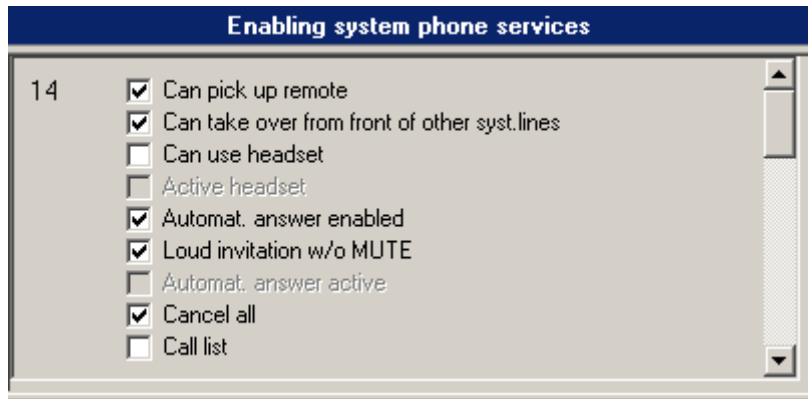 Enabling system phone services
14
Can pick up remote
Can take over from front of other syst.lines
Can use headset
Active headset
Automat. answer enabled
Loud invitation w/o MUTE
Automat. answer active
Cancel all
Call list